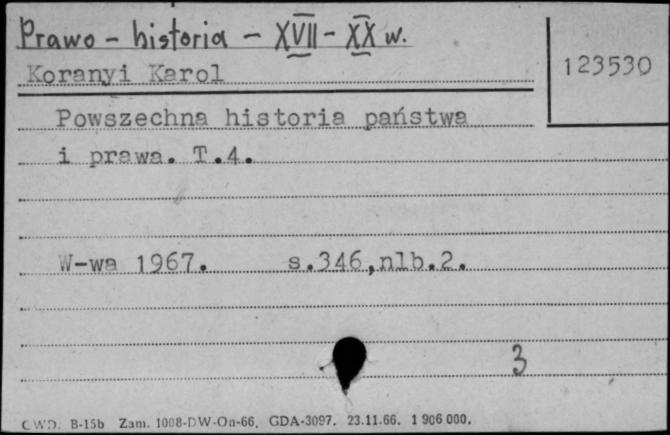 Prawo - historia - XVII - XX w.
Koranyi Karol
123530
Powszechna historia państwa
i prawa. T.4.
W-wa 1967. s.346,nlb.2.
3
CWD. B-15b Zam. 1008-DW-On-66. GDA-3097. 23.11.66. 1 906 000.